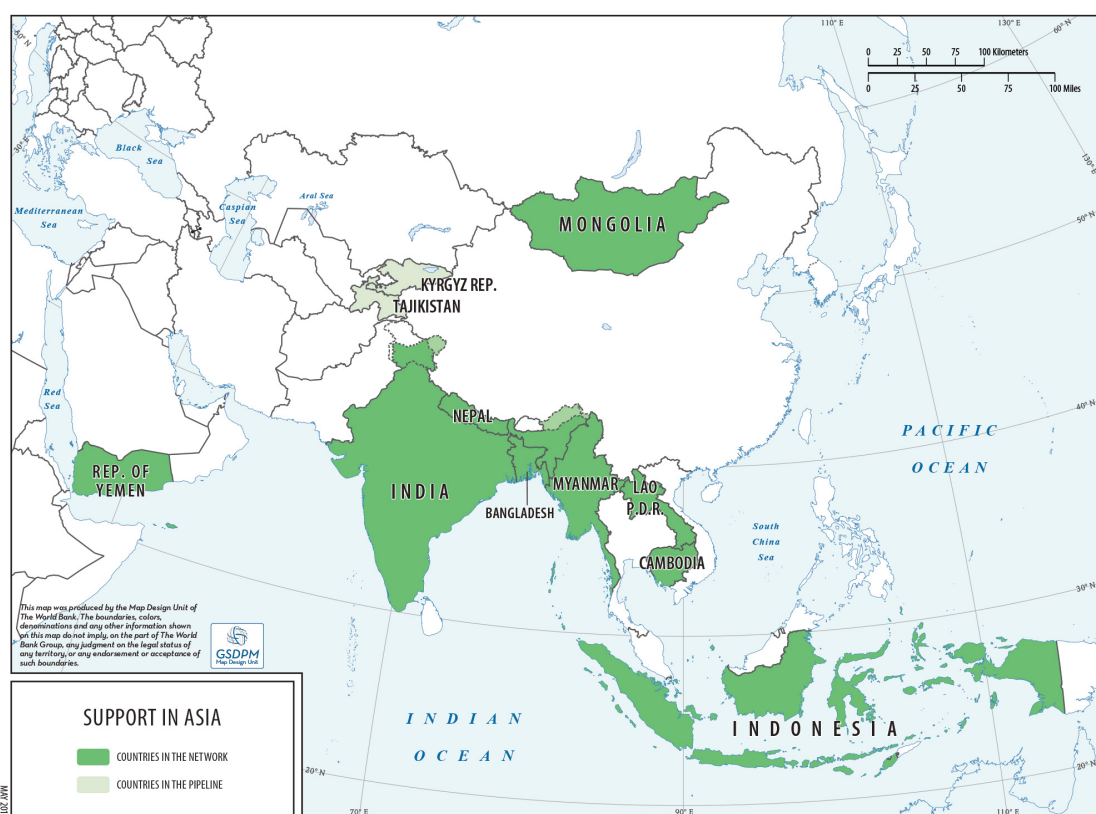 110° E
130° E
60° N
60° N
0 25 50 75 100 Kilometers
0 25 50 75 100 Miles
30° E
130° E
Black
Sea
Mediterranean
Sea
Caspian
Sea
Aral Sea
MONGOLIA
50° N
KYRGYZ REP.
TAJIKISTAN
Red
Sea
NEPAL
40° N
PACIFIC
OCEAN
REP. OF
YEMEN
INDIA
MYANMAR
LAO
P.D.R.
BANGLADESH
South
China
Sea
CAMBODIA
30° N
This map was produced by the Map Design Unit of
The World Bank. The boundaries, colors,
denominations and any other information shown
on this map do not imply, on the part of The World
Bank Group, any judgment on the legal status of
any territory, or any endorsement or acceptance of
such boundaries.
GSDPM
Map Design Unit
SUPPORT IN ASIA
COUNTRIES IN THE NETWORK
COUNTRIES IN THE PIPELINE
INDIAN
OCEAN
INDONESIA
20° N
20° N
70° E
90° E
110° E